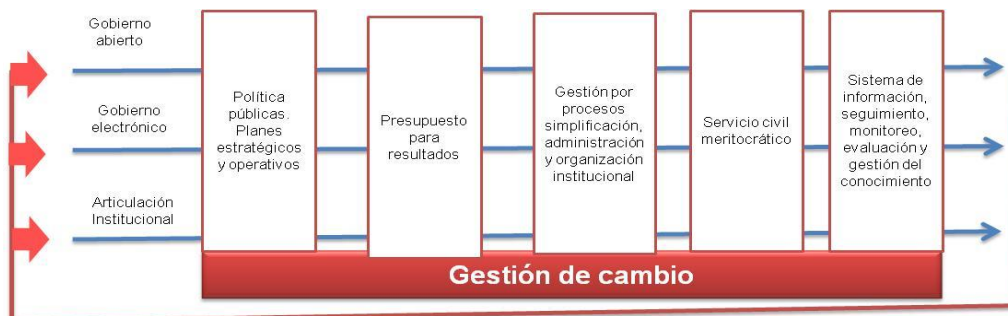 Gobierno
abierto
Gobierno
electrónico
Articulación
Institucional
Política
públicas.
Planes
estratégicos
y operativos
Presupuesto
para
resultados
Gestión por
procesos
simplificación,
administración
y organización
institucional
Servicio civil
meritocrático
Sistema de
información,
seguimiento,
monitoreo,
evaluación y
gestión del
conocimiento
Gestión de cambio